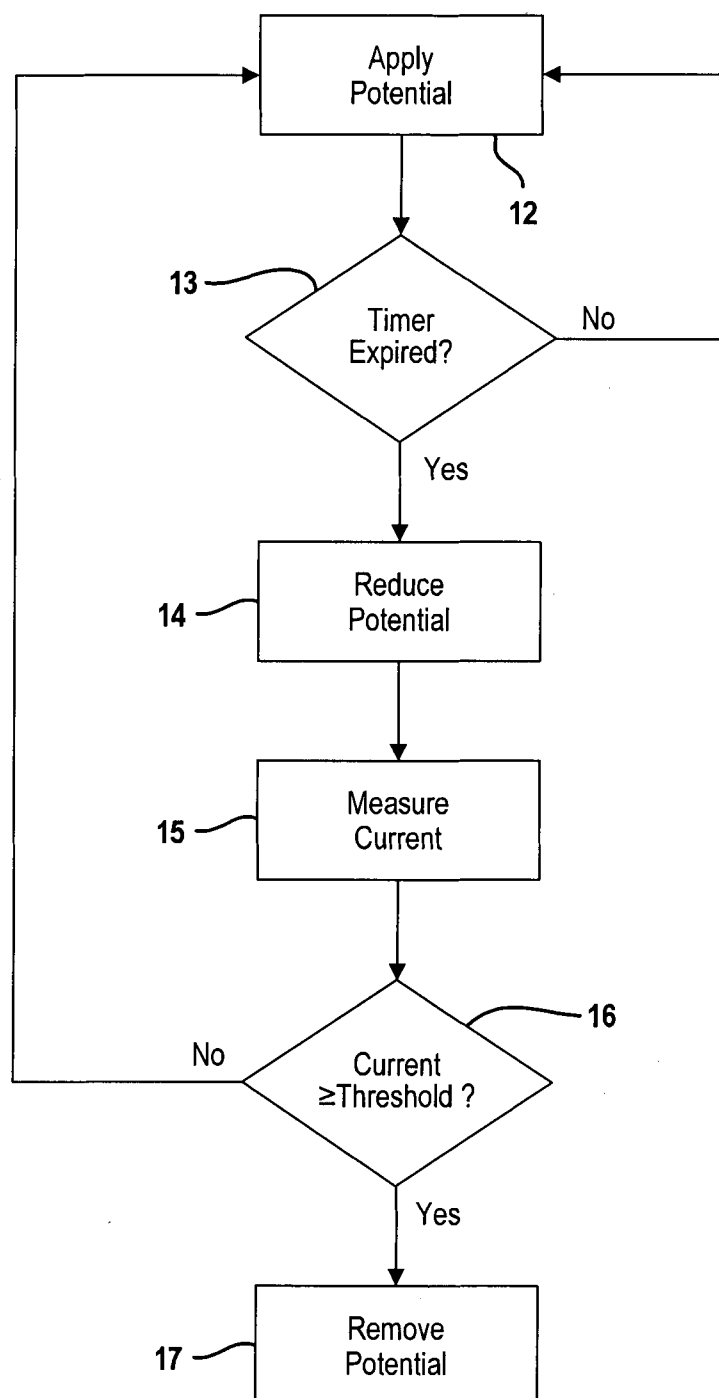 Apply
Potential
12
13
Timer
Expired?
No
Yes
14
Reduce
Potential
15
Measure
Current
16
No
Current
≥Threshold ?
Yes
17
Remove
Potential